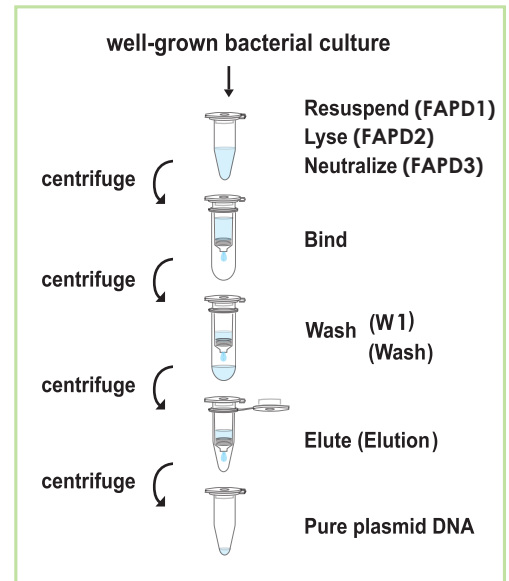 well-grown bacterial culture
Resuspend (FAPD1)
Lyse (FAPD2)
Neutralize (FAPD3)
centrifuge
Bind
centrifuge
Wash (W1)
(Wash)
centrifuge
Elute (Elution)
centrifuge
Pure plasmid DNA